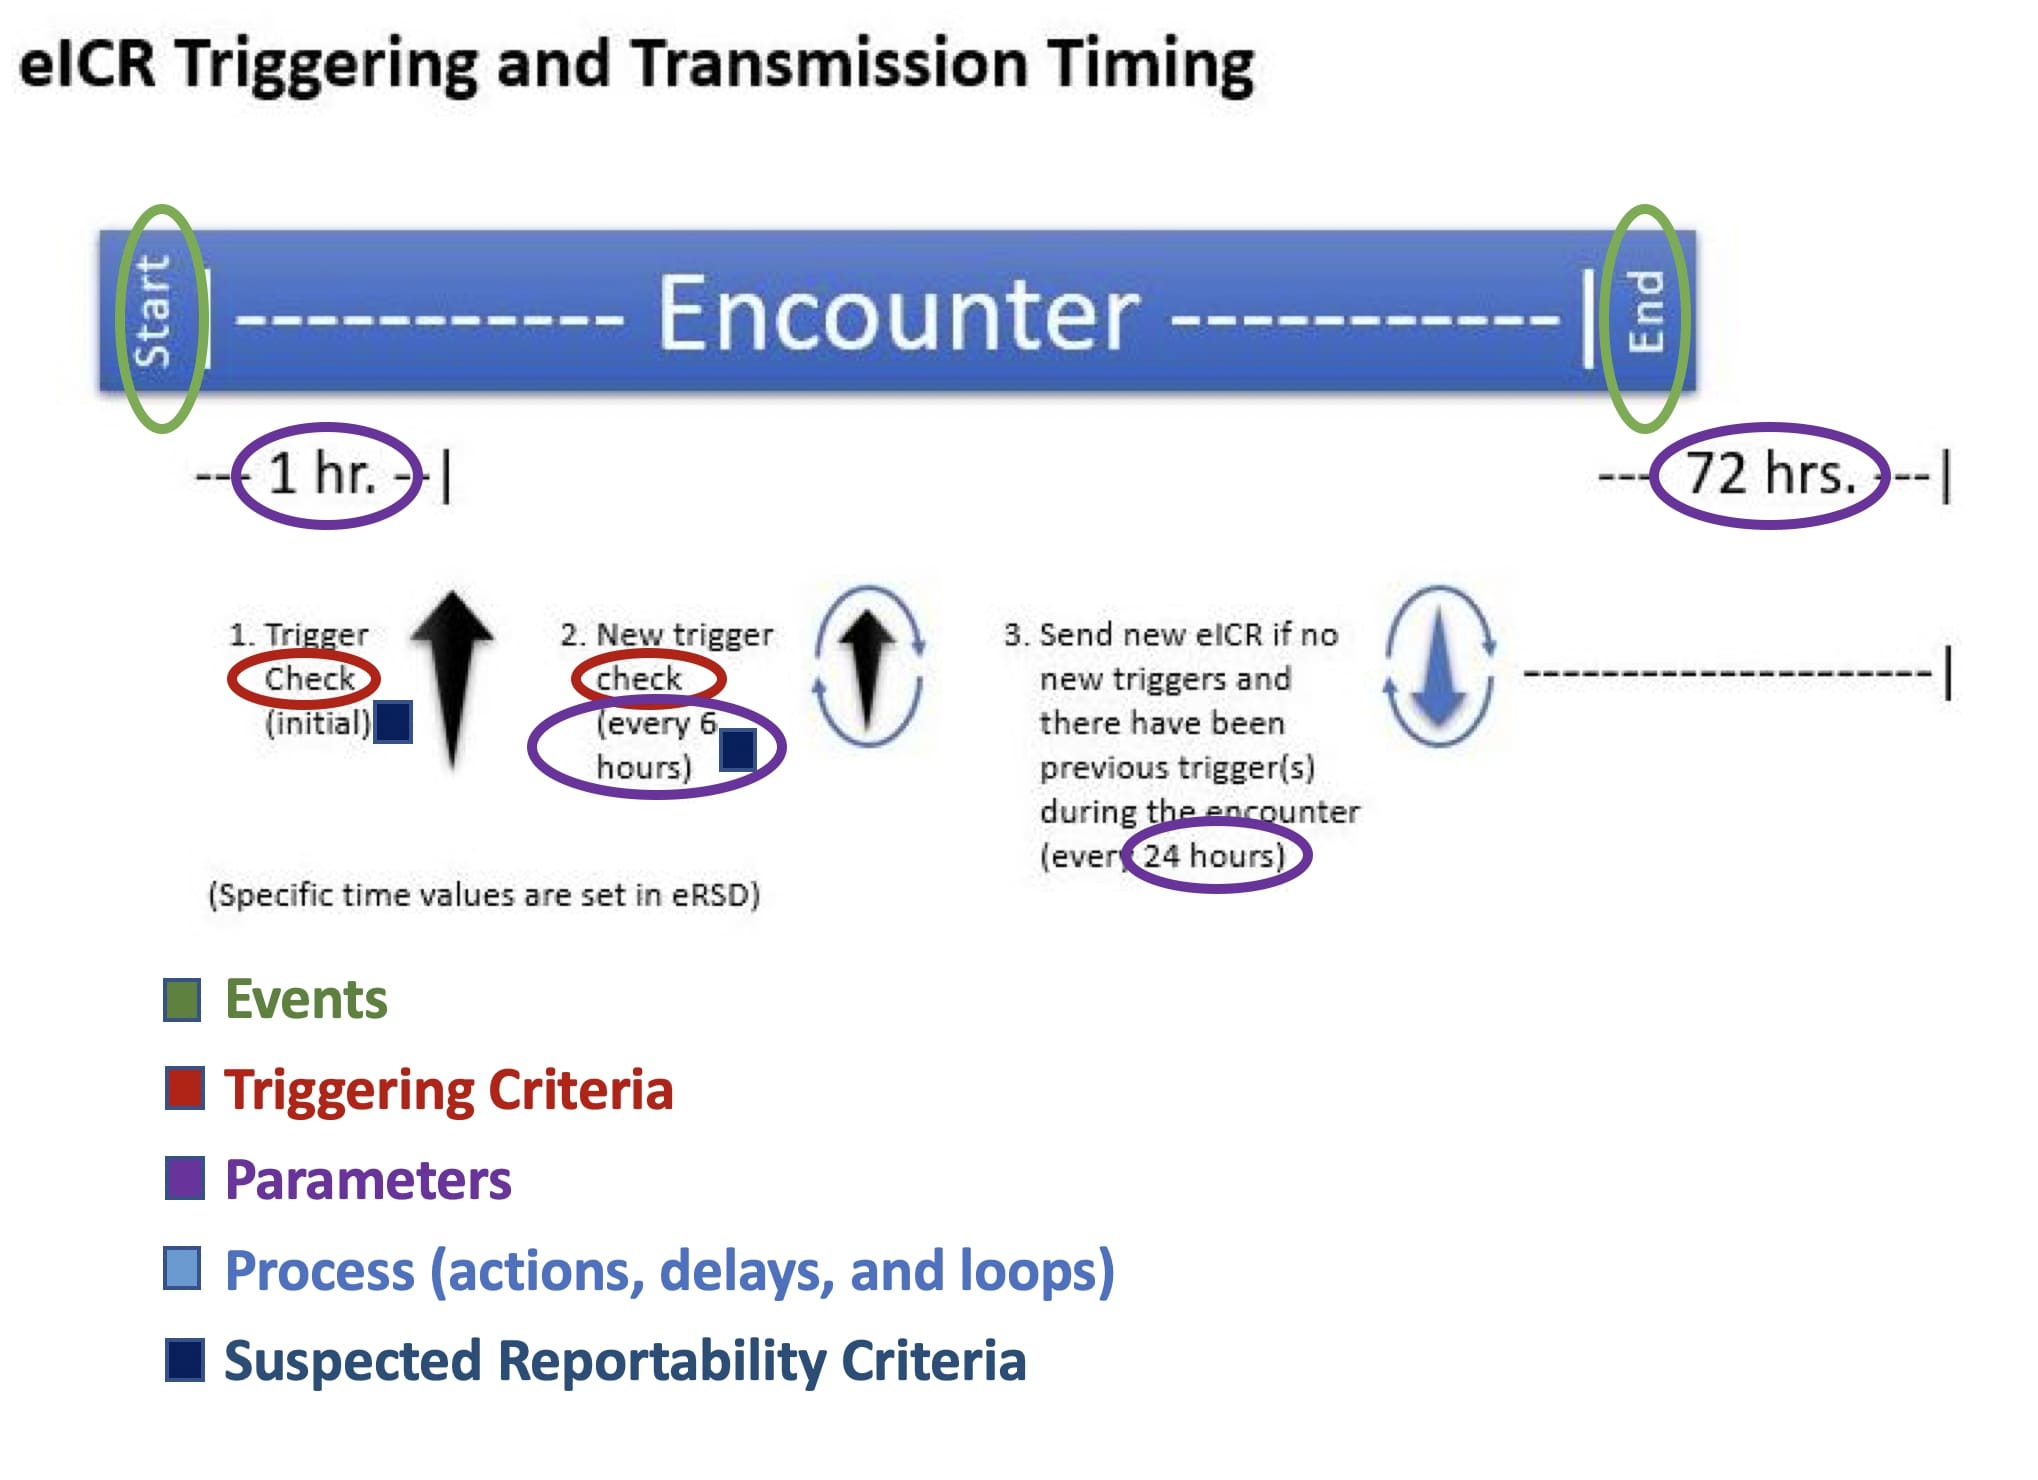 eICR Triggering and Transmission Timing
Start
|----------- Encounter -----------|
End
--- 1 hr. --|
--- 72 hrs. ---|
1. Trigger
Check
(initial)
2. New trigger
check
(every 6
hours)
3. Send new eICR if no
new triggers and
there have been
previous trigger(s)
during the encounter
(every 24 hours)
--------------------|
(Specific time values are set in eRSD)
Events
Triggering Criteria
Parameters
Process (actions, delays, and loops)
Suspected Reportability Criteria